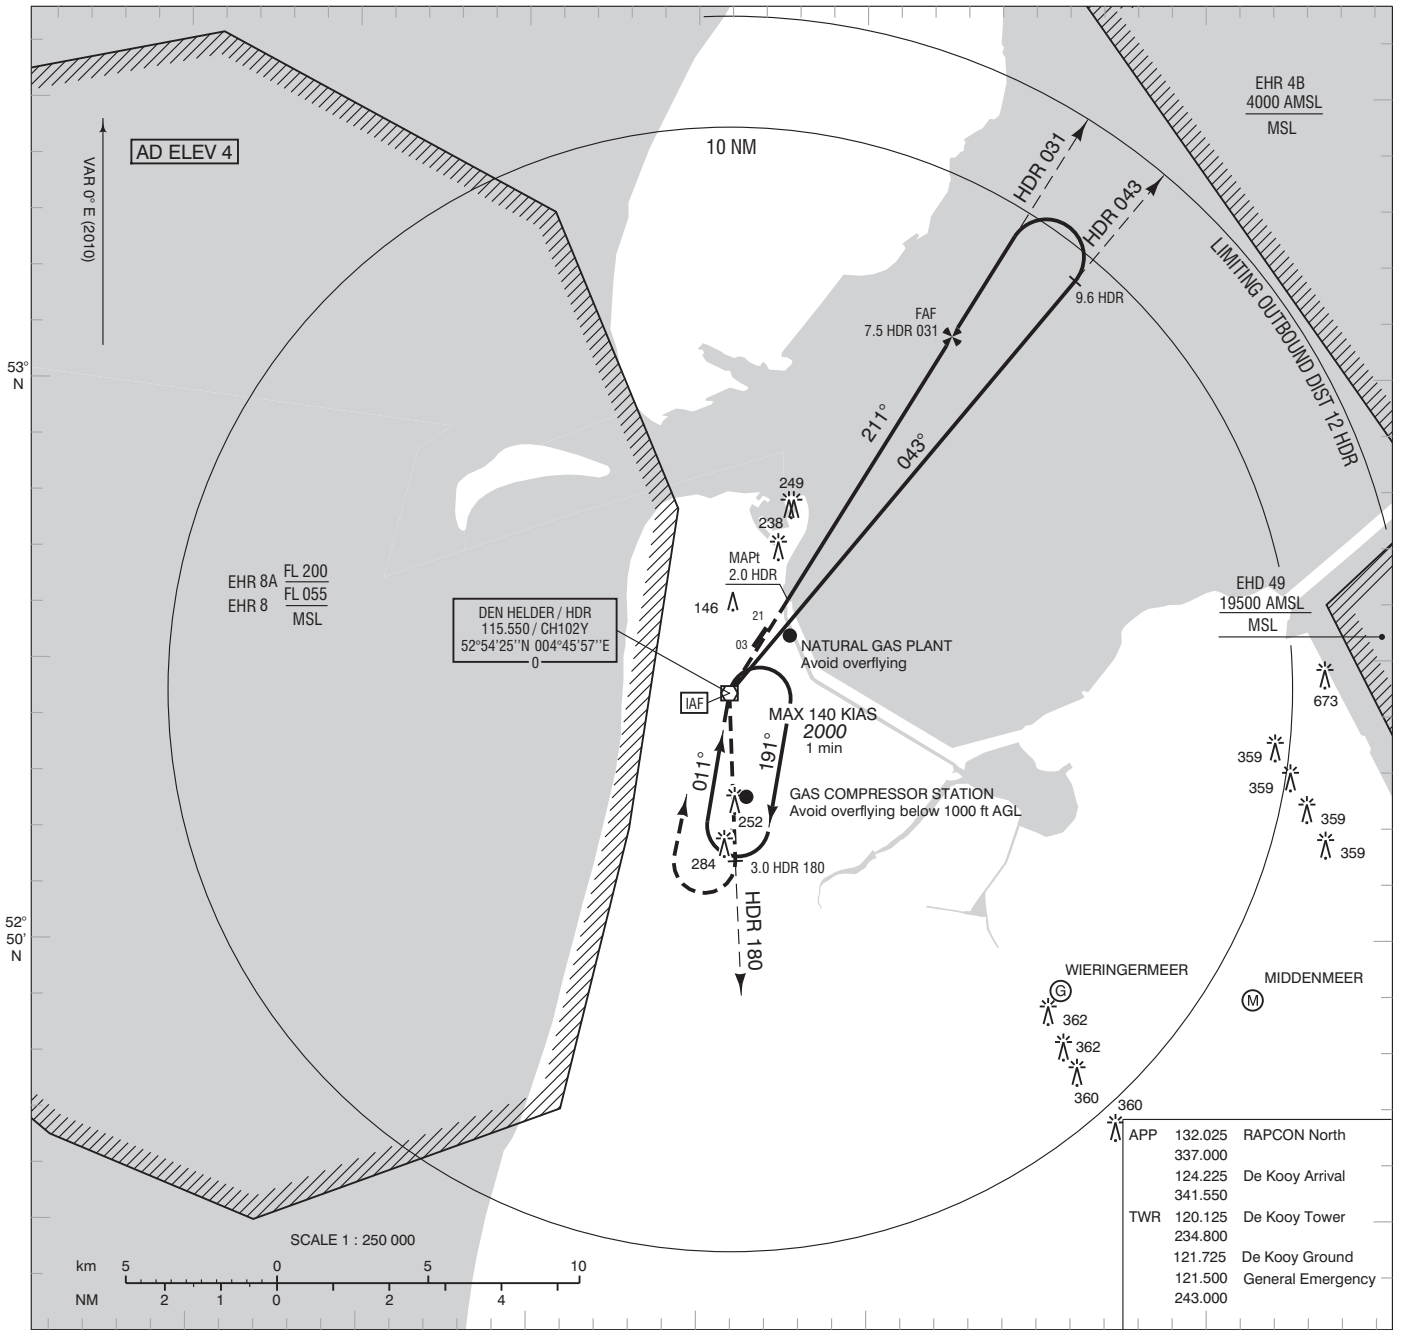 EHR 4B
4000 AMSL
MSL
AD ELEV 4
VAR 0° E (2010)
10 NM
HDR 031
HDR 043
LIMITING OUTBOUND DIST 12 HDR
9.6 HDR
FAF
7.5 HDR 031
53°
N
211°
043°
249
238
MAPt
2.0 HDR
EHR 8A FL 200
EHR 8 FL 055
MSL
EHD 49
19500 AMSL
MSL
DEN HELDER / HDR
115.550 / CH102Y
52°54'25''N 004°45'57''E
0
146
21
03
NATURAL GAS PLANT
Avoid overflying
IAF
MAX 140 KIAS
2000
1 min
011°
191°
673
359
359
359
359
GAS COMPRESSOR STATION
Avoid overflying below 1000 ft AGL
252
284
3.0 HDR 180
HDR 180
52°
50'
N
WIERINGERMEER
G
MIDDENMEER
M
362
362
360
360
APP 132.025 RAPCON North
337.000
124.225 De Kooy Arrival
341.550
TWR 120.125 De Kooy Tower
234.800
121.725 De Kooy Ground
121.500 General Emergency
243.000
SCALE 1 : 250 000
km 5 0 5 10
NM 2 1 0 2 4